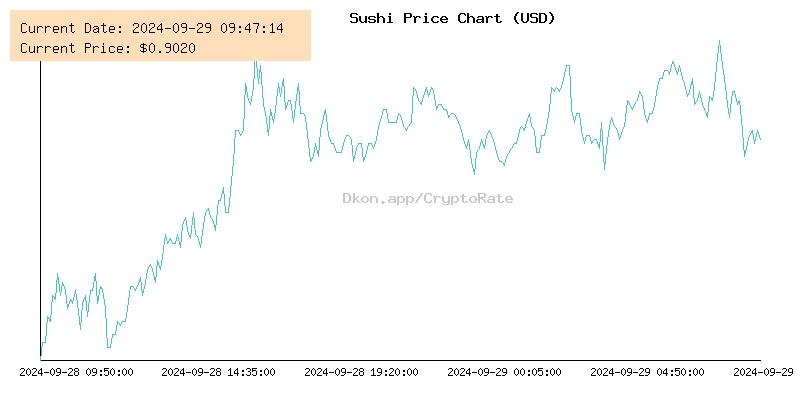 Sushi Price Chart (USD)
Current Date: 2024-09-29 09:47:14
Current Price: $0.9020
Dkon.app/CryptoRate
2024-09-28 09:50:00 2024-09-28 14:35:00 2024-09-28 19:20:00 2024-09-29 00:05:00 2024-09-29 04:50:00 2024-09-29